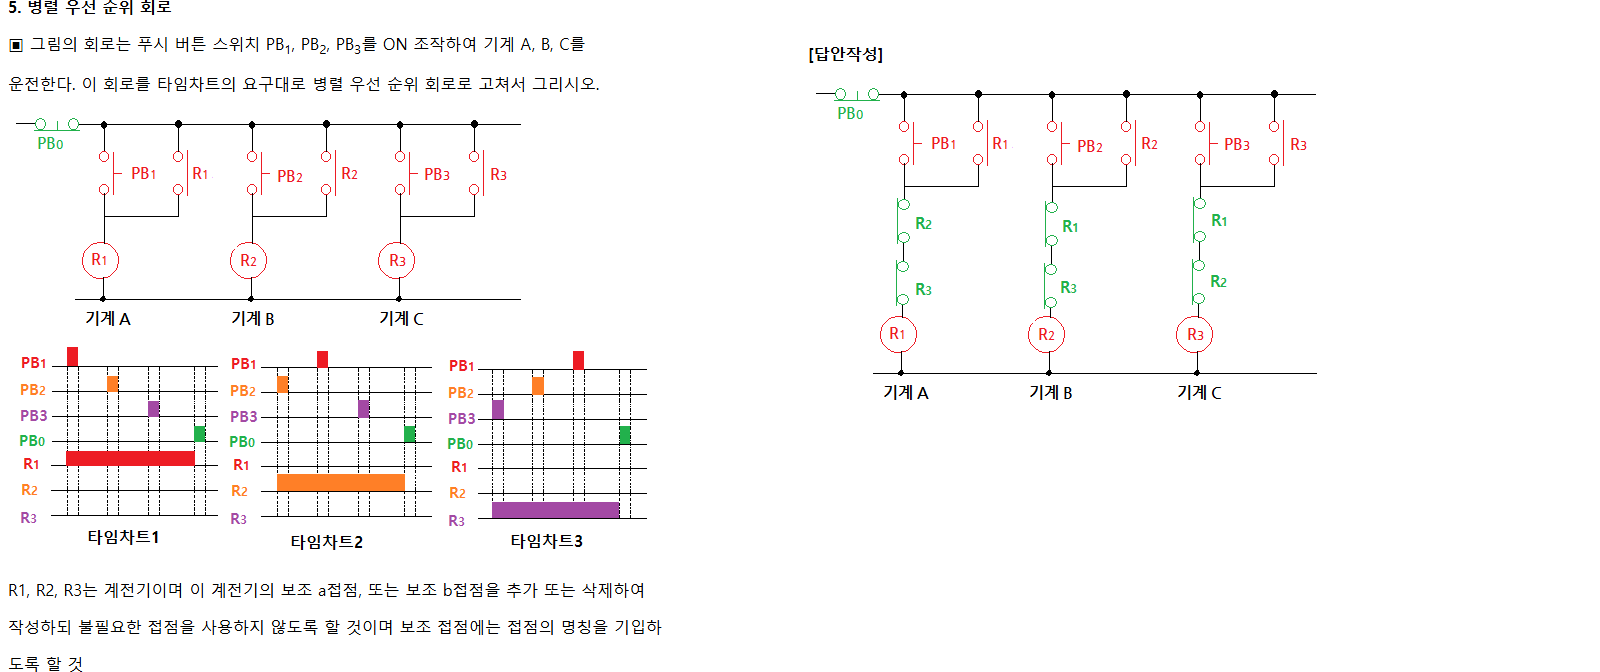 5. 병렬 우선 순위 회로
▣ 그림의 회로는 푸시 버튼 스위치 PB1, PB2, PB3를 ON 조작하여 기계 A, B, C를
운전한다. 이 회로를 타임차트의 요구대로 병렬 우선 순위 회로로 고쳐서 그리시오.
PB0
PB1 R1 PB2 R2 PB3 R3
R1 R2 R3
기계 A 기계 B 기계 C
PB1
PB2
PB3
PB0
R1
R2
R3
타임차트1
PB1
PB2
PB3
PB0
R1
R2
R3
타임차트2
PB1
PB2
PB3
PB0
R1
R2
R3
타임차트3
R1, R2, R3는 계전기이며 이 계전기의 보조 a접점, 또는 보조 b접점을 추가 또는 삭제하여
작성하되 불필요한 접점을 사용하지 않도록 할 것이며 보조 접점에는 접점의 명칭을 기입하
도록 할 것
[답안작성]
PB0
PB1 R1 PB2 R2 PB3 R3
R2 R1 R1
R3 R3 R2
R1 R2 R3
기계 A 기계 B 기계 C